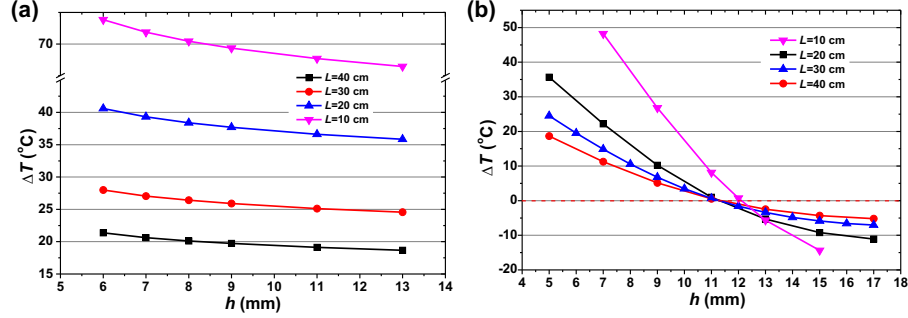 (a)
70
40
35
30
25
20
15
ΔT (°C)
L=40 cm
L=30 cm
L=20 cm
L=10 cm
5 6 7 8 9 10 11 12 13 14
h (mm)
(b)
50
40
30
20
10
0
-10
-20
ΔT (°C)
L=10 cm
L=20 cm
L=30 cm
L=40 cm
4 5 6 7 8 9 10 11 12 13 14 15 16 17 18
h (mm)